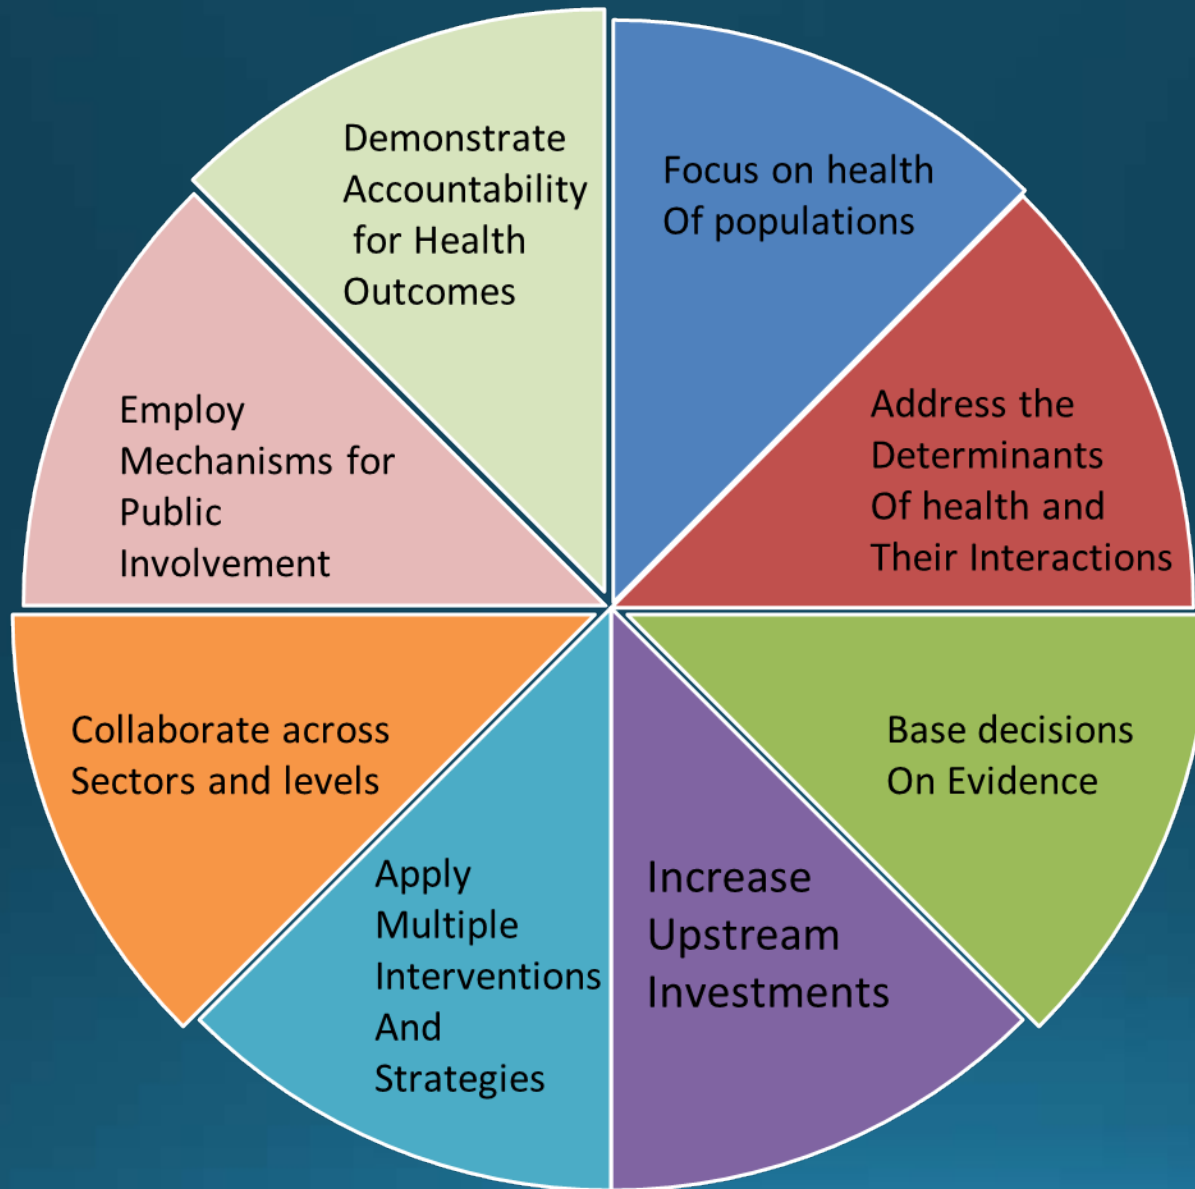 Demonstrate
Accountability
for Health
Outcomes
Focus on health
Of populations
Address the
Determinants
Of health and
Their Interactions
Base decisions
On Evidence
Increase
Upstream
Investments
Apply
Multiple
Interventions
And
Strategies
Collaborate across
Sectors and levels
Employ
Mechanisms for
Public
Involvement